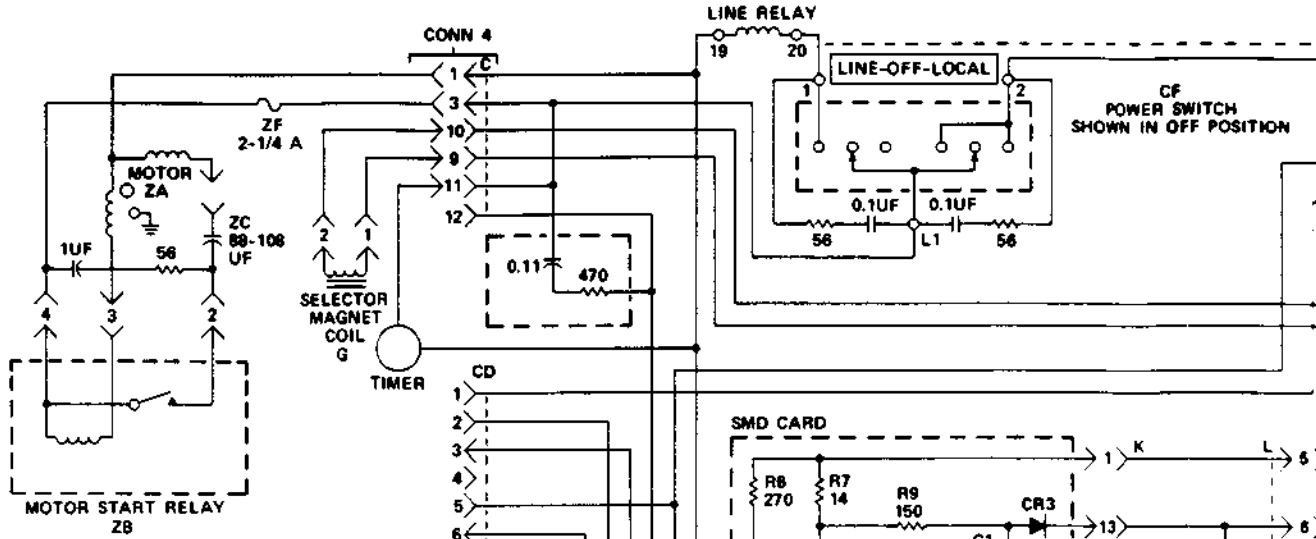 LINE RELAY
19
20
CONN 4
C
1
3
10
9
11
12
LINE-OFF-LOCAL
1
2
CF
POWER SWITCH
SHOWN IN OFF POSITION
ZF
2-1/4 A
MOTOR
ZA
ZC
88-108
UF
1UF
56
0.1UF
0.1UF
56
L1
56
2
1
0.11
470
SELECTOR
MAGNET
COIL
G
4
3
2
TIMER
CD
1
2
3
4
5
6
MOTOR START RELAY
ZB
SMD CARD
R8
270
R7
14
R9
150
CR3
C1
1
K
L
5
13
6